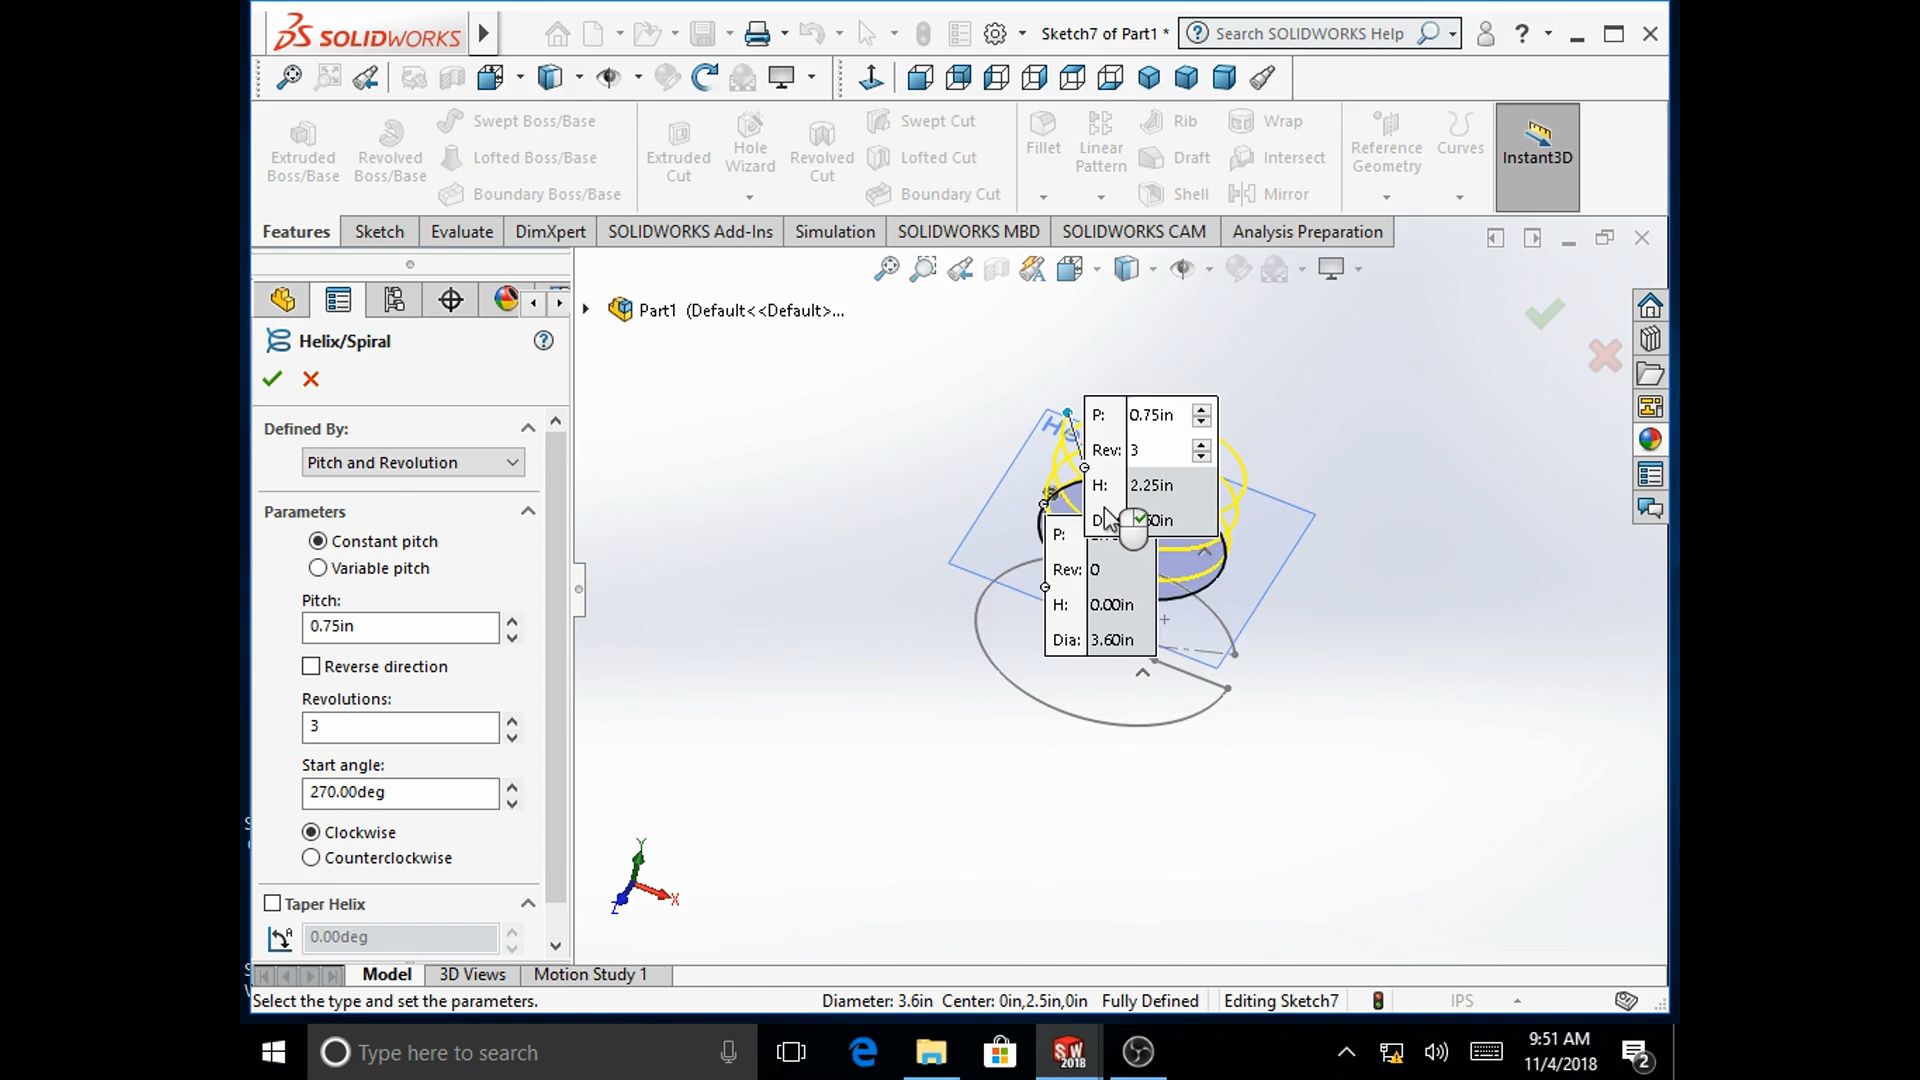 SOLIDWORKS
Sketch7 of Part1 *
Search SOLIDWORKS Help
Extruded Boss/Base
Revolved Boss/Base
Swept Boss/Base
Lofted Boss/Base
Boundary Boss/Base
Extruded Cut
Hole Wizard
Revolved Cut
Swept Cut
Lofted Cut
Boundary Cut
Fillet
Linear Pattern
Rib
Draft
Shell
Wrap
Intersect
Mirror
Reference Geometry
Curves
Instant3D
Features
Sketch
Evaluate
DimXpert
SOLIDWORKS Add-Ins
Simulation
SOLIDWORKS MBD
SOLIDWORKS CAM
Analysis Preparation
Part1 (Default<<Default>...
Helix/Spiral
Defined By:
Pitch and Revolution
Parameters
Constant pitch
Variable pitch
Pitch:
0.75in
Reverse direction
Revolutions:
3
Start angle:
270.00deg
Clockwise
Counterclockwise
Taper Helix
0.00deg
P: 0.75in
Rev: 3
H: 2.25in
P:
Rev: 0
H: 0.00in
Dia: 3.60in
Y
X
Z
Model
3D Views
Motion Study 1
Select the type and set the parameters.
Diameter: 3.6in Center: 0in,2.5in,0in
Fully Defined
Editing Sketch7
IPS
Type here to search
SW 2018
9:51 AM
11/4/2018
2